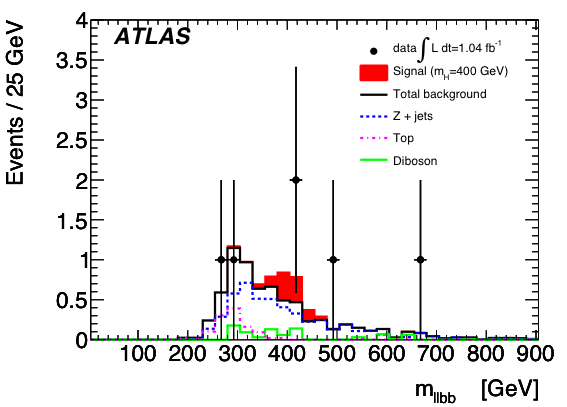 ATLAS
Events / 25 GeV
4
3.5
3
2.5
2
1.5
1
0.5
0
data ∫ L dt=1.04 fb⁻¹
Signal (m_H=400 GeV)
Total background
Z + jets
Top
Diboson
100 200 300 400 500 600 700 800 900
m_llbb [GeV]